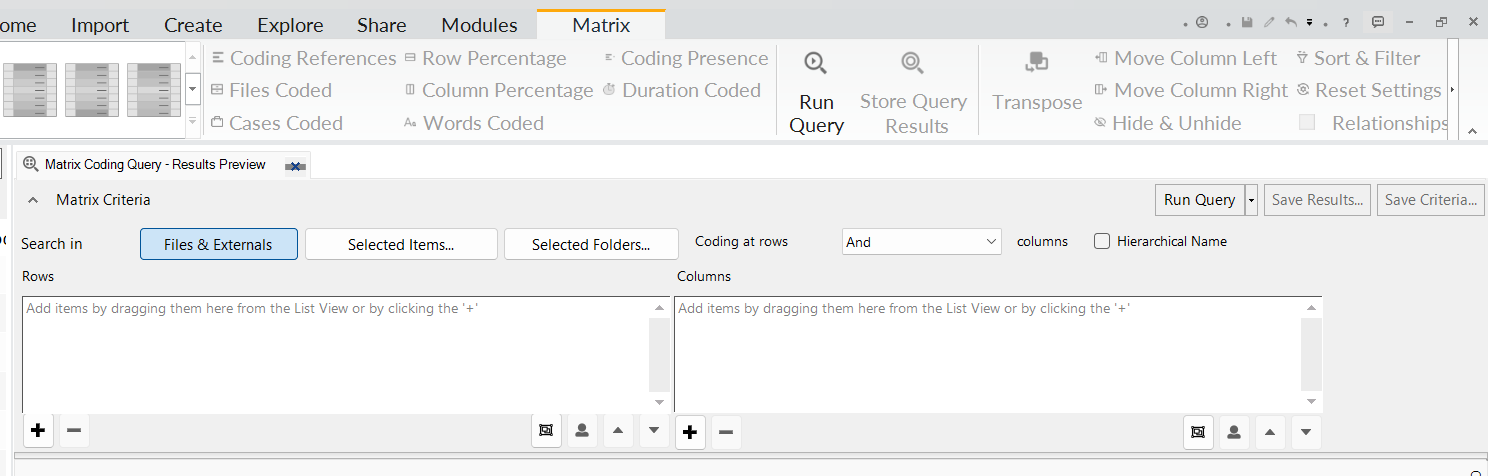 ome Import Create Explore Share Modules Matrix
Coding References Row Percentage Coding Presence
Files Coded Column Percentage Duration Coded
Cases Coded Words Coded
Run Query
Store Query Results
Transpose
Move Column Left Sort & Filter
Move Column Right Reset Settings
Hide & Unhide Relationships
Matrix Coding Query - Results Preview
Matrix Criteria Run Query Save Results... Save Criteria...
Search in Files & Externals Selected Items... Selected Folders... Coding at rows And columns Hierarchical Name
Rows Columns
Add items by dragging them here from the List View or by clicking the '+' Add items by dragging them here from the List View or by clicking the '+'